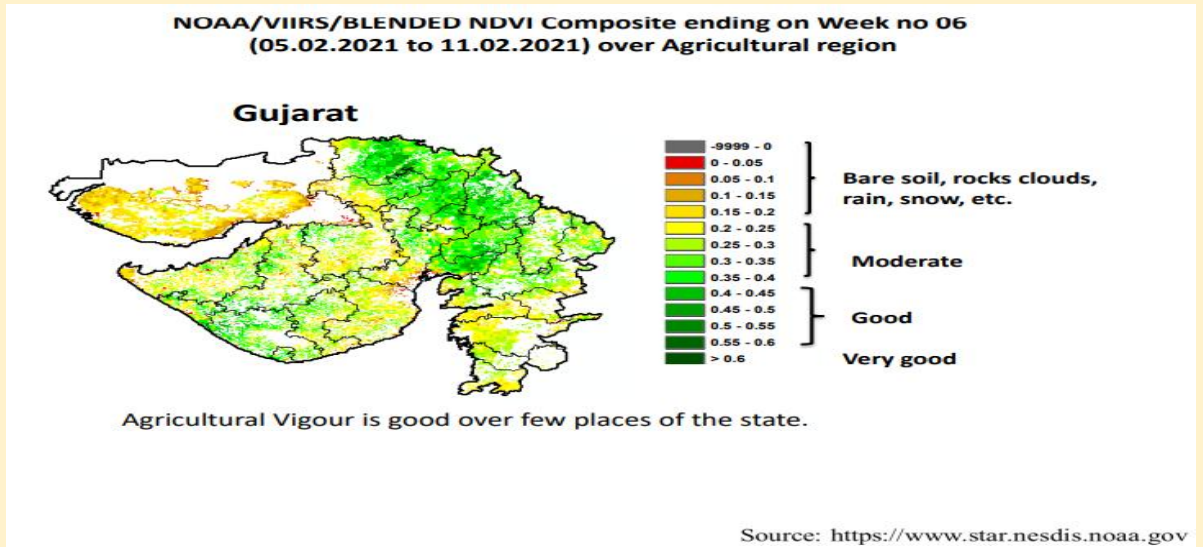 NOAA/VIIRS/BLENDED NDVI Composite ending on Week no 06
(05.02.2021 to 11.02.2021) over Agricultural region
Gujarat
-9999 - 0
0 - 0.05
0.05 - 0.1
0.1 - 0.15
0.15 - 0.2
0.2 - 0.25
0.25 - 0.3
0.3 - 0.35
0.35 - 0.4
0.4 - 0.45
0.45 - 0.5
0.5 - 0.55
0.55 - 0.6
> 0.6
Bare soil, rocks clouds,
rain, snow, etc.
Moderate
Good
Very good
Agricultural Vigour is good over few places of the state.
Source: https://www.star.nesdis.noaa.gov